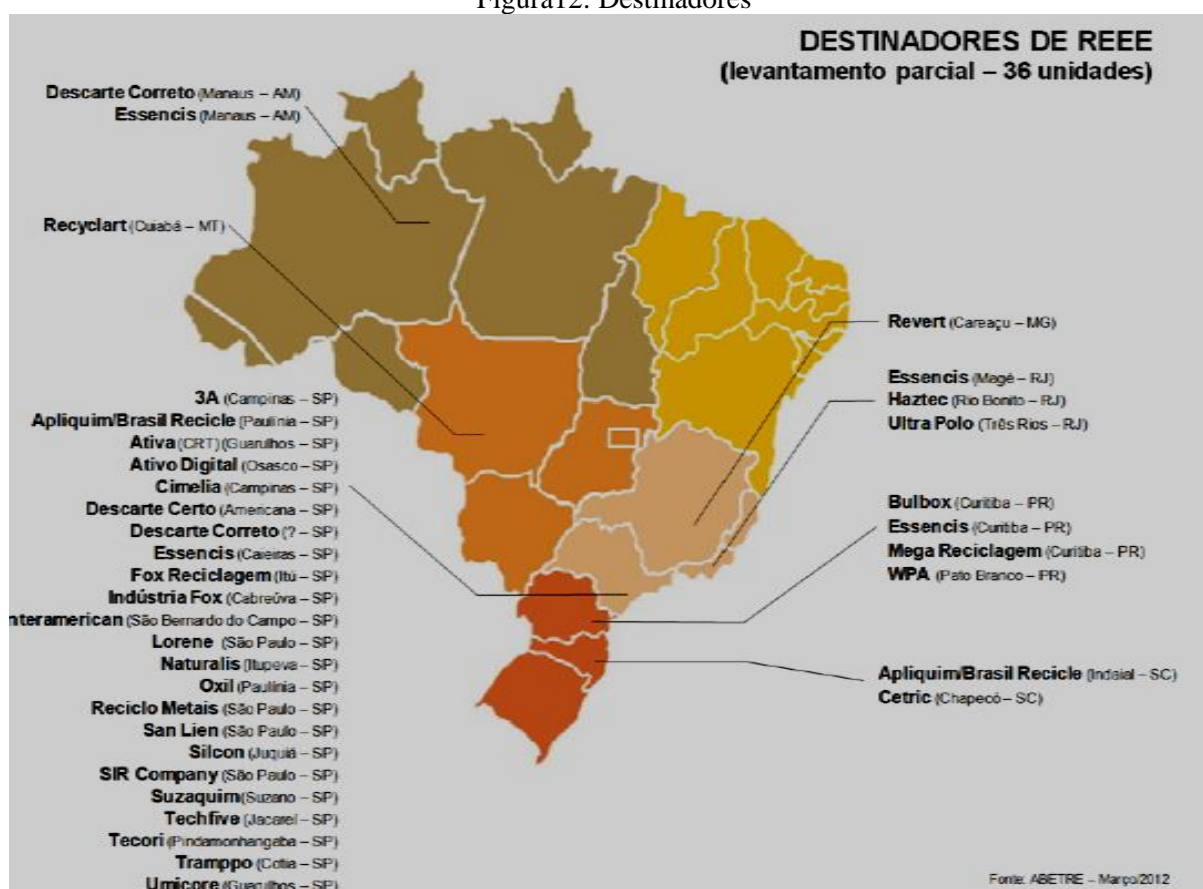 Figura12: Destinadores
DESTINADORES DE REEE
(levantamento parcial – 36 unidades)
Descarte Correto (Manaus – AM)
Essencis (Manaus – AM)
Recyclart (Cuiabá – MT)
3A (Campinas – SP)
Apliquim/Brasil Recicle (Paulínia – SP)
Ativa (CRT) (Guarulhos – SP)
Ativo Digital (Osasco – SP)
Cimelia (Campinas – SP)
Descarte Certo (Americana – SP)
Descarte Correto (? – SP)
Essencis (Caieiras – SP)
Fox Reciclagem (Itú – SP)
Indústria Fox (Cabreúva – SP)
nteramerican (São Bernardo do Campo – SP)
Lorene (São Paulo – SP)
Naturalis (Itupeva – SP)
Oxil (Paulínia – SP)
Reciclo Metais (São Paulo – SP)
San Lien (São Paulo – SP)
Silcon (Juquiá – SP)
SIR Company (São Paulo – SP)
Suzaquim (Suzano – SP)
Techfive (Jacareí – SP)
Tecori (Pindamonhangaba – SP)
Tramppo (Cotia – SP)
Umicore (Guarulhos – SP)
Revert (Careaçu – MG)
Essencis (Magé – RJ)
Haztec (Rio Bonito – RJ)
Ultra Polo (Três Rios – RJ)
Bulbox (Curitiba – PR)
Essencis (Curitiba – PR)
Mega Reciclagem (Curitiba – PR)
WPA (Pato Branco – PR)
Apliquim/Brasil Recicle (Indaial – SC)
Cetric (Chapecó – SC)
Fonte: ABETRE – Março/2012